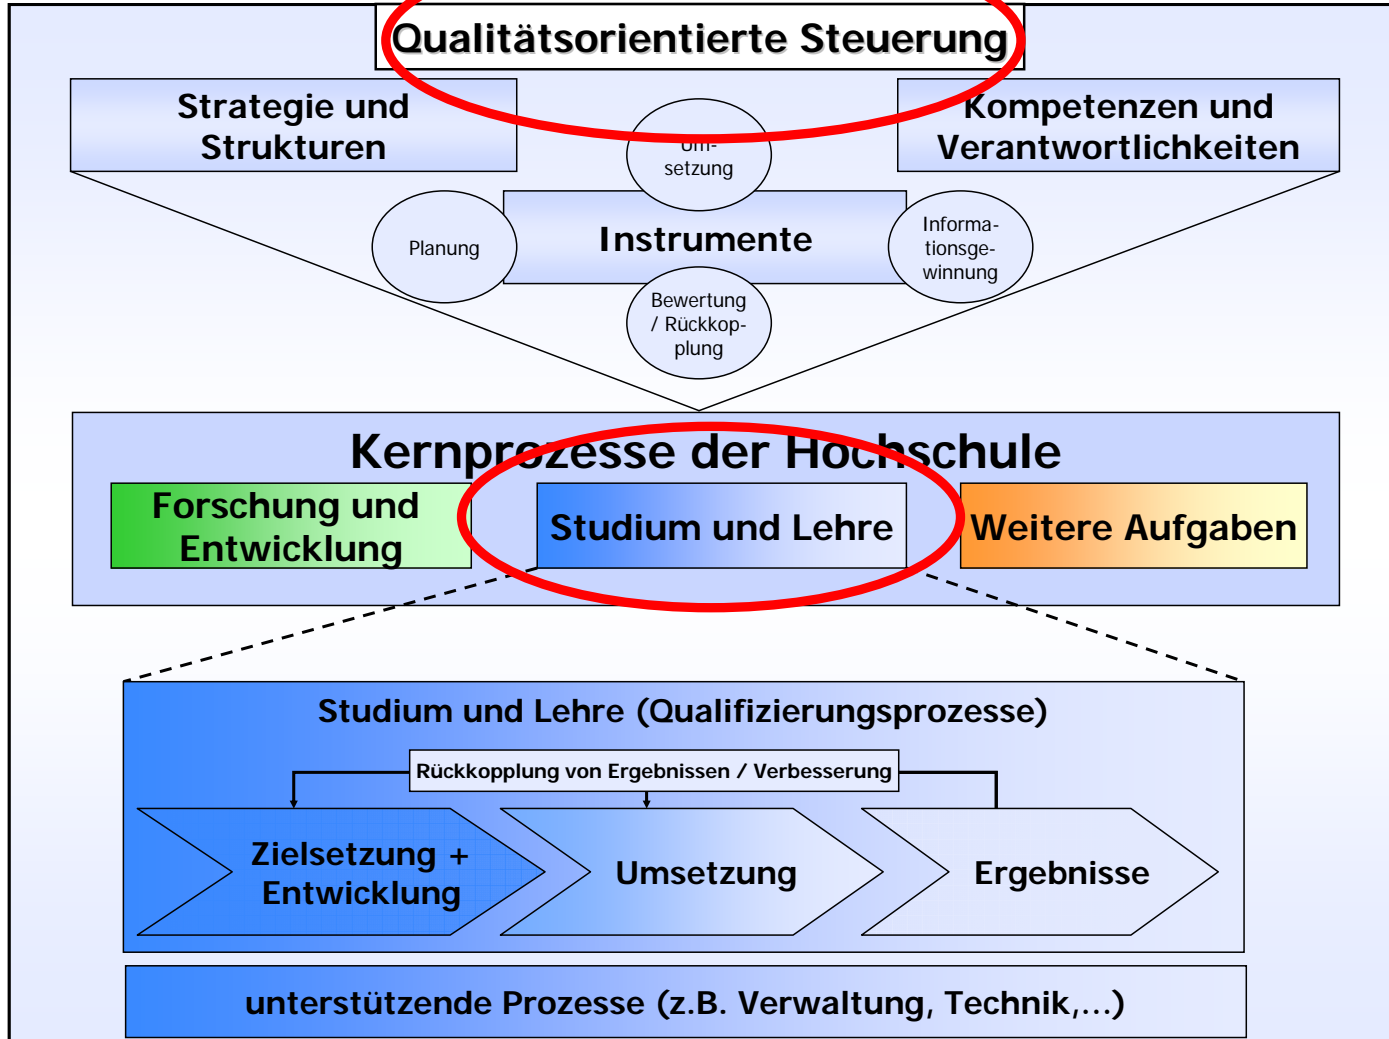 Qualitätsorientierte Steuerung
Strategie und
Strukturen
Kompetenzen und
Verantwortlichkeiten
Um-
setzung
Planung
Instrumente
Informa-
tionsge-
winnung
Bewertung
/ Rückkop-
plung
Kernprozesse der Hochschule
Forschung und
Entwicklung
Studium und Lehre
Weitere Aufgaben
Studium und Lehre (Qualifizierungsprozesse)
Rückkopplung von Ergebnissen / Verbesserung
Zielsetzung +
Entwicklung
Umsetzung
Ergebnisse
unterstützende Prozesse (z.B. Verwaltung, Technik,...)